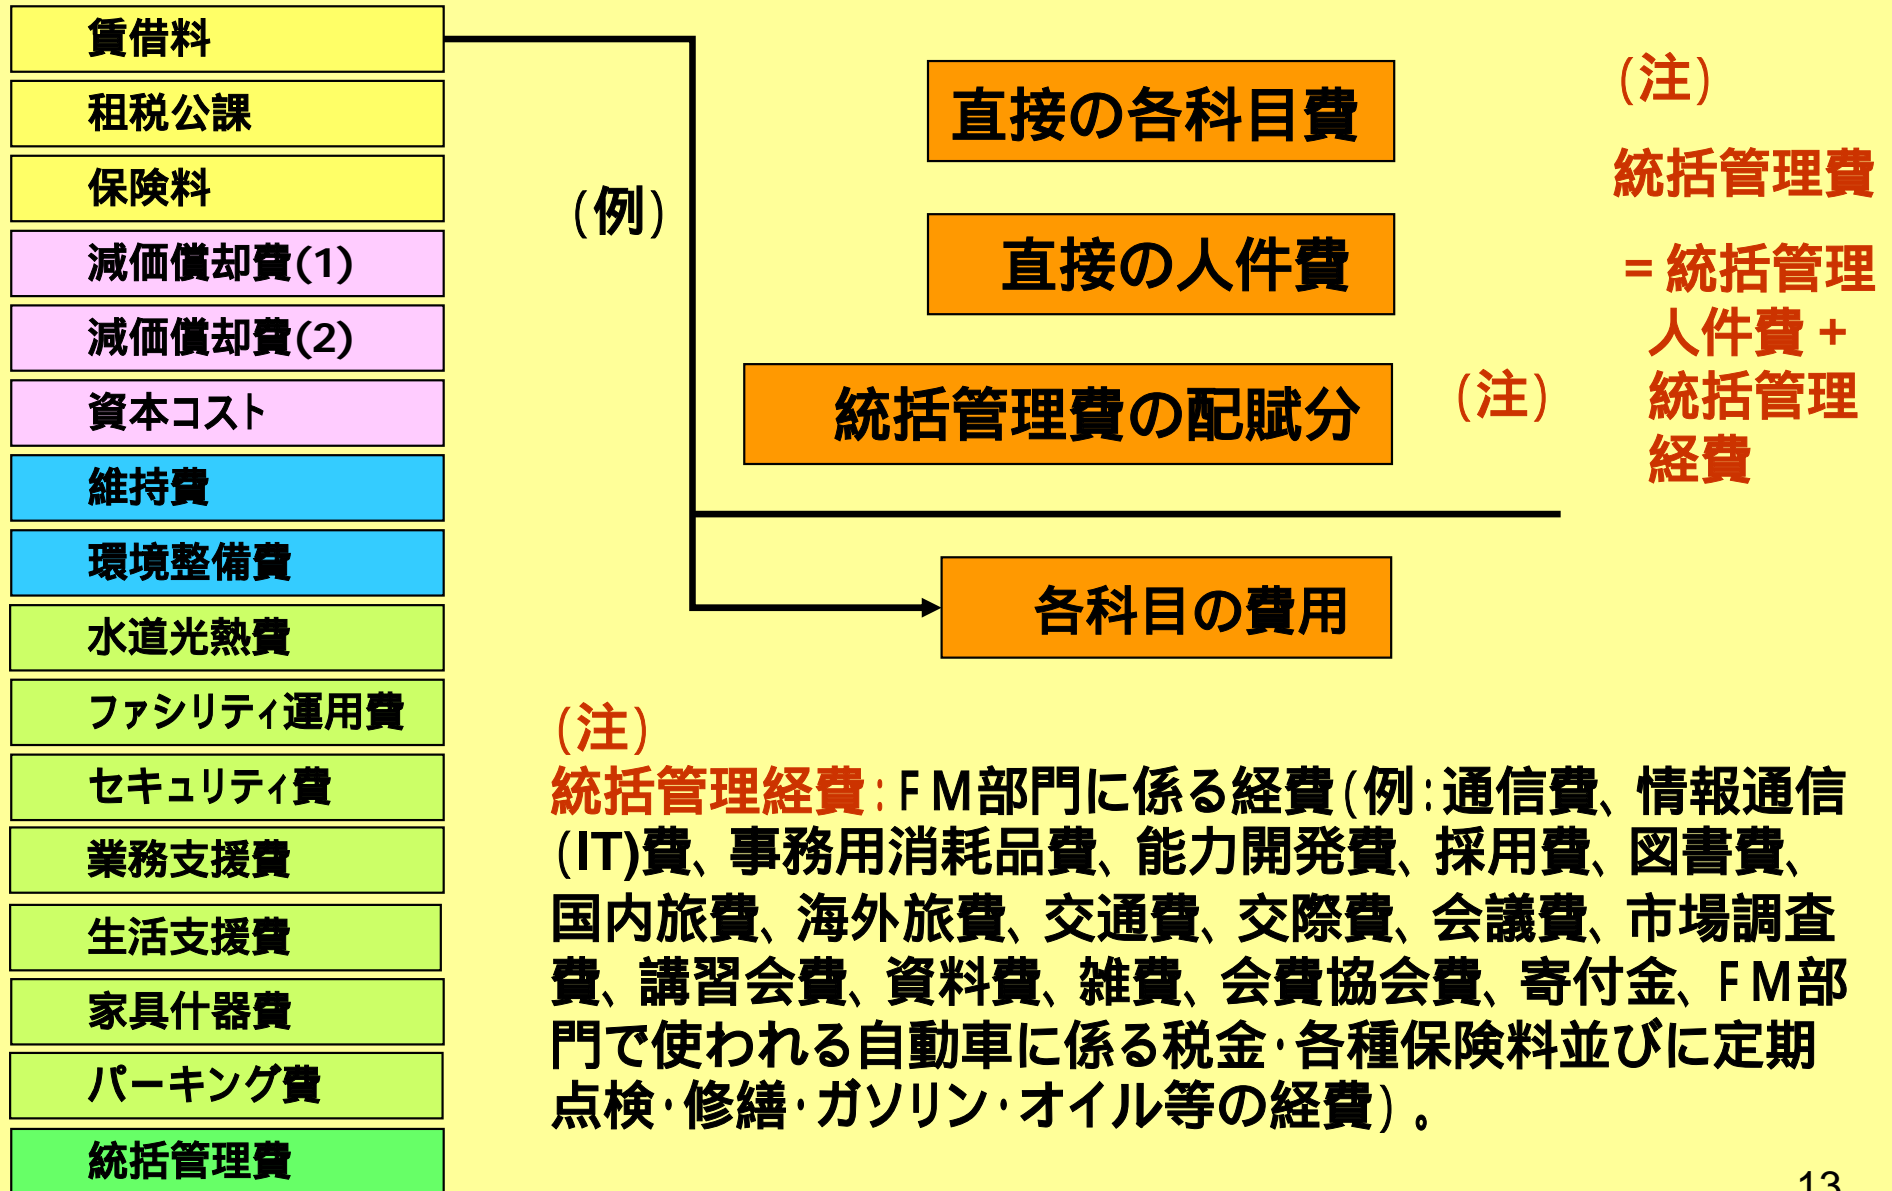 賃借料
租税公課
保険料
減価償却費(1)
減価償却費(2)
資本コスト
維持費
環境整備費
水道光熱費
ファシリティ運用費
セキュリティ費
業務支援費
生活支援費
家具什器費
パーキング費
統括管理費
(例)
直接の各科目費
直接の人件費
統括管理費の配賦分
(注)
各科目の費用
(注)
統括管理費
=統括管理
人件費+
統括管理
経費
(注)
統括管理経費:FM部門に係る経費(例:通信費、情報通信
(IT)費、事務用消耗品費、能力開発費、採用費、図書費、
国内旅費、海外旅費、交通費、交際費、会議費、市場調査
費、講習会費、資料費、雑費、会費協会費、寄付金、FM部
門で使われる自動車に係る税金・各種保険料並びに定期
点検・修繕・ガソリン・オイル等の経費)。
13